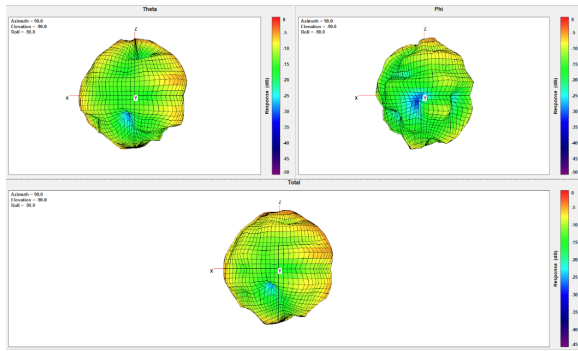 Theta
Azimuth = 90.0
Elevation = -90.0
Roll = -90.0
Z
X
Y
Response (dB)
0
-5
-10
-15
-20
-25
-30
-35
-40
-45
-50
Phi
Azimuth = 90.0
Elevation = -90.0
Roll = -90.0
Z
X
Y
Response (dB)
0
-5
-10
-15
-20
-25
-30
-35
-40
-45
-50
Total
Azimuth = 90.0
Elevation = -90.0
Roll = -90.0
Z
X
Y
Response (dB)
0
-5
-10
-15
-20
-25
-30
-35
-40
-45